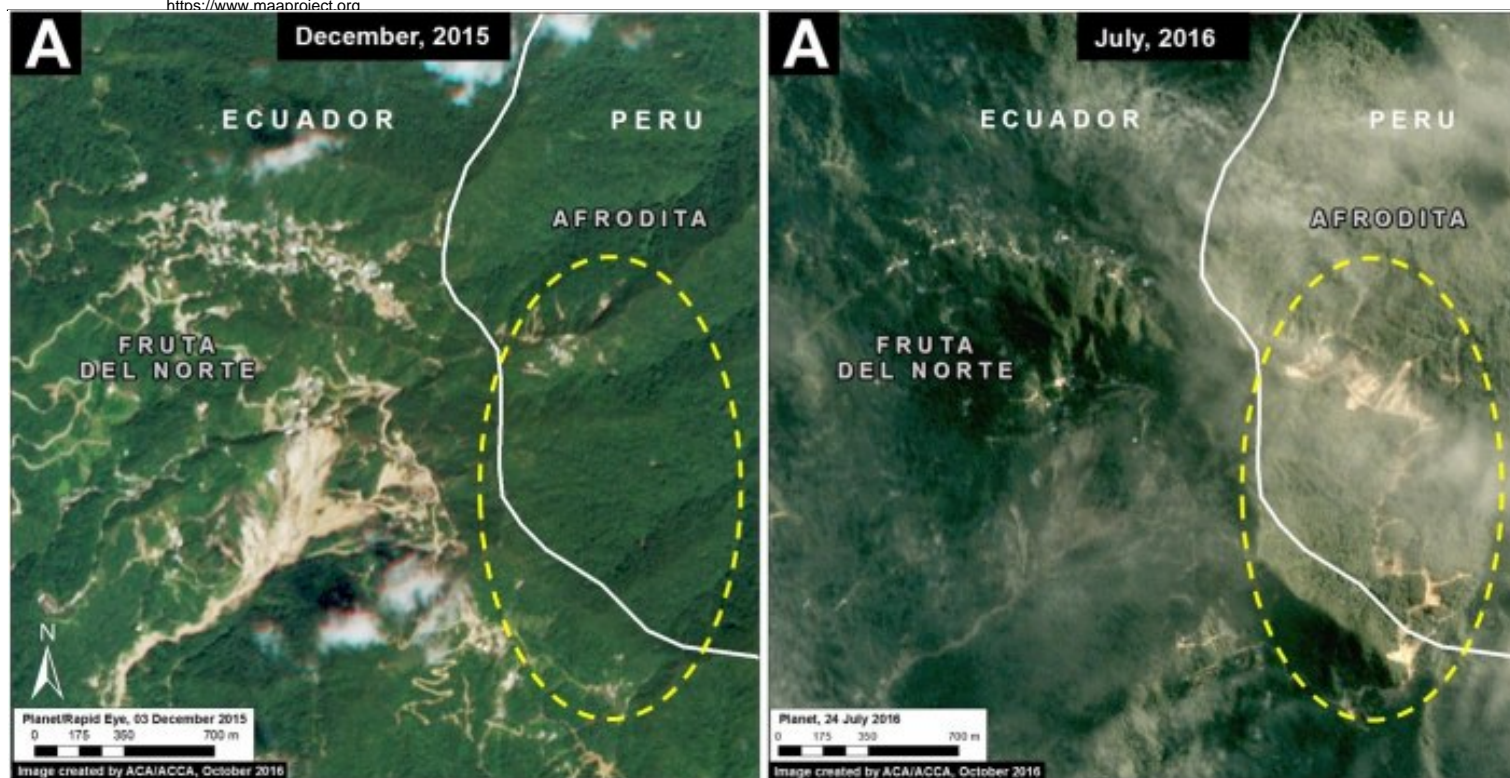 https://www.maaproject.org
A
December, 2015
ECUADOR
PERU
AFRODITA
FRUTA
DEL NORTE
N
Planet/Rapid Eye, 03 December 2015
0 175 350 700 m
Image created by ACA/ACCA, October 2016
A
July, 2016
ECUADOR
PERU
AFRODITA
FRUTA
DEL NORTE
Planet, 24 July 2016
0 175 350 700 m
Image created by ACA/ACCA, October 2016